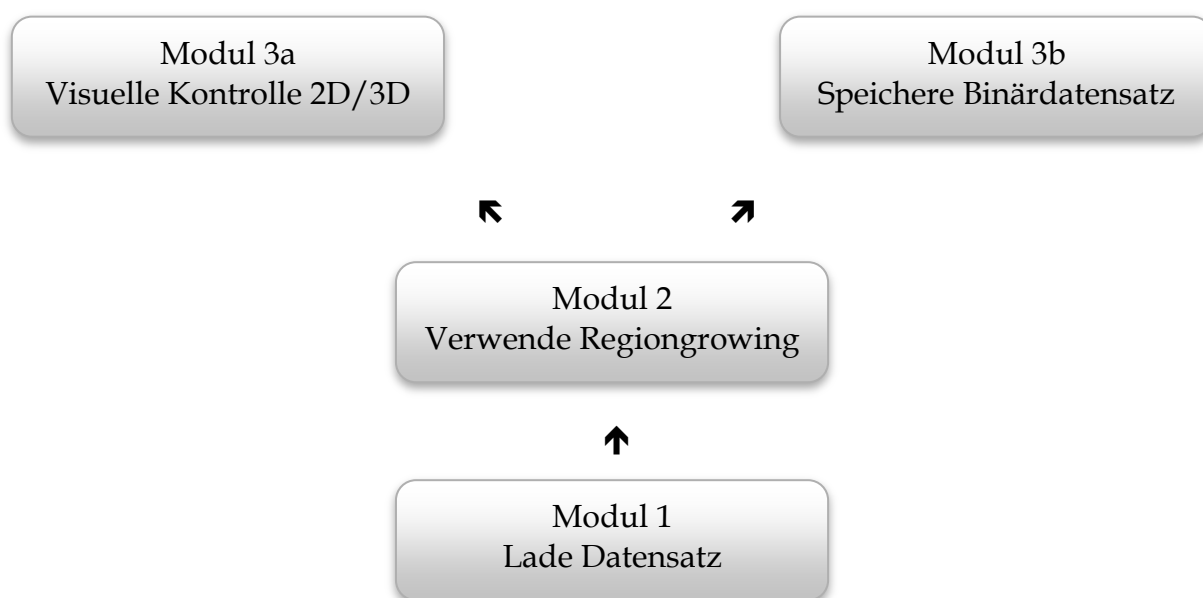 Modul 3a
Visuelle Kontrolle 2D/3D
Modul 3b
Speichere Binärdatensatz
Modul 2
Verwende Regiongrowing
Modul 1
Lade Datensatz